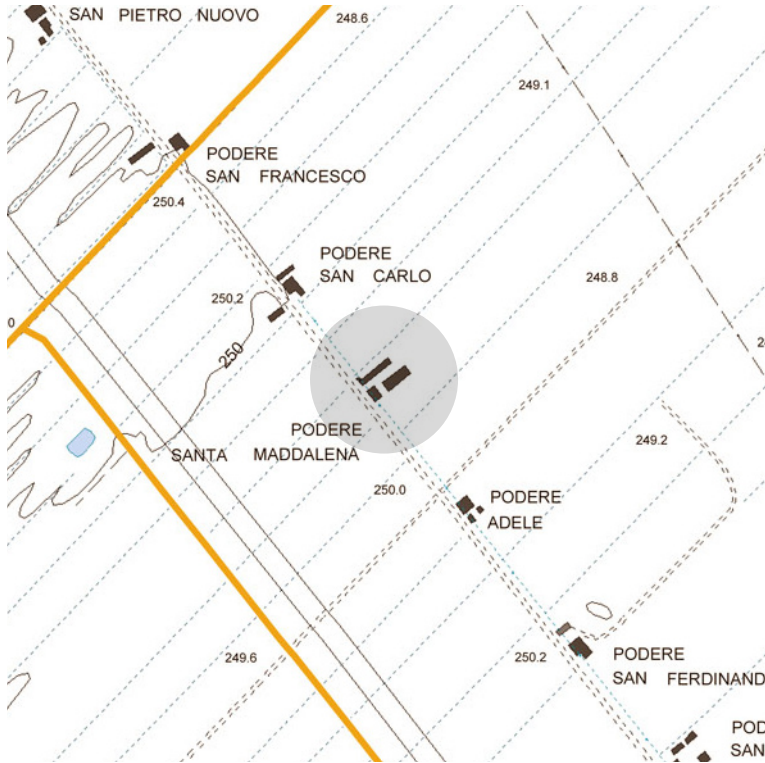 SAN PIETRO NUOVO
248.6
249.1
PODERE
SAN FRANCESCO
250.4
PODERE
SAN CARLO
248.8
250.2
0
250
PODERE
SANTA MADDALENA
249.2
250.0
PODERE
ADELE
249.6
250.2
PODERE
SAN FERDINAND
POD
SAN